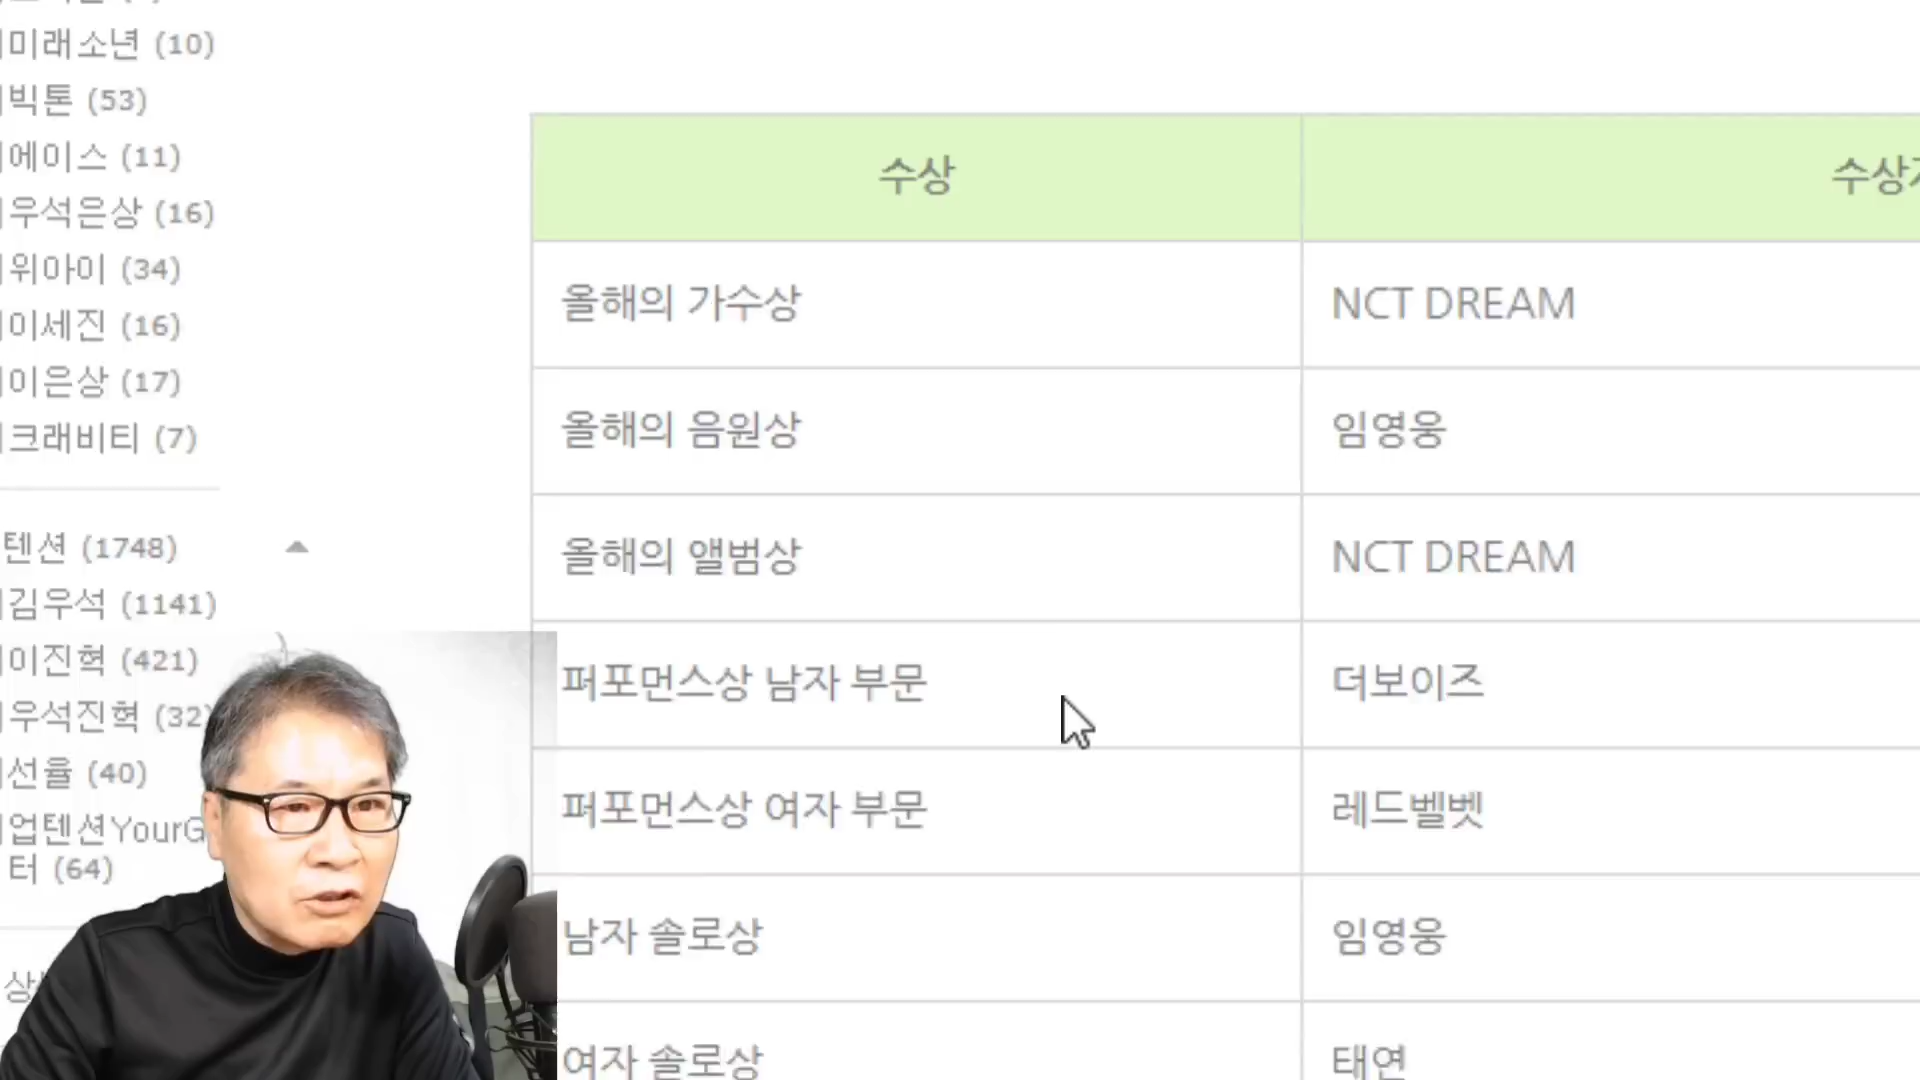 미래소년 (10)
빅톤 (53)
에이스 (11)
우석은상 (16)
위아이 (34)
이세진 (16)
이은상 (17)
크래비티 (7)
텐션 (1748)
김우석 (1141)
이진혁 (421)
우석진혁 (32)
선율 (40)
업텐션YourG
터 (64)
수상 수상
올해의 가수상 NCT DREAM
올해의 음원상 임영웅
올해의 앨범상 NCT DREAM
퍼포먼스상 남자 부문 더보이즈
퍼포먼스상 여자 부문 레드벨벳
남자 솔로상 임영웅
여자 솔로상 태연